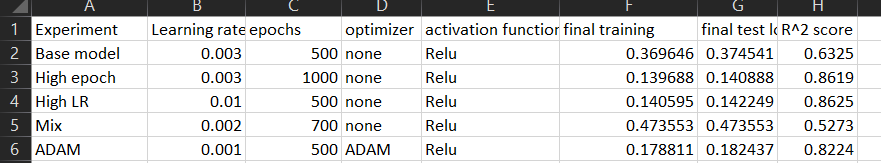 A B C D E F G H
1 Experiment Learning rate epochs optimizer activation function final training final test lo R^2 score
2 Base model 0.003 500 none Relu 0.369646 0.374541 0.6325
3 High epoch 0.003 1000 none Relu 0.139688 0.140888 0.8619
4 High LR 0.01 500 none Relu 0.140595 0.142249 0.8625
5 Mix 0.002 700 none Relu 0.473553 0.473553 0.5273
6 ADAM 0.001 500 ADAM Relu 0.178811 0.182437 0.8224